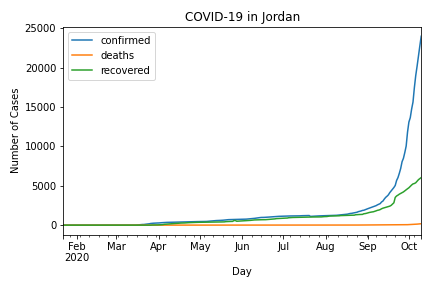 COVID-19 in Jordan
25000
20000
15000
10000
5000
0
Number of Cases
confirmed
deaths
recovered
Feb Mar Apr May Jun Jul Aug Sep Oct
2020
Day